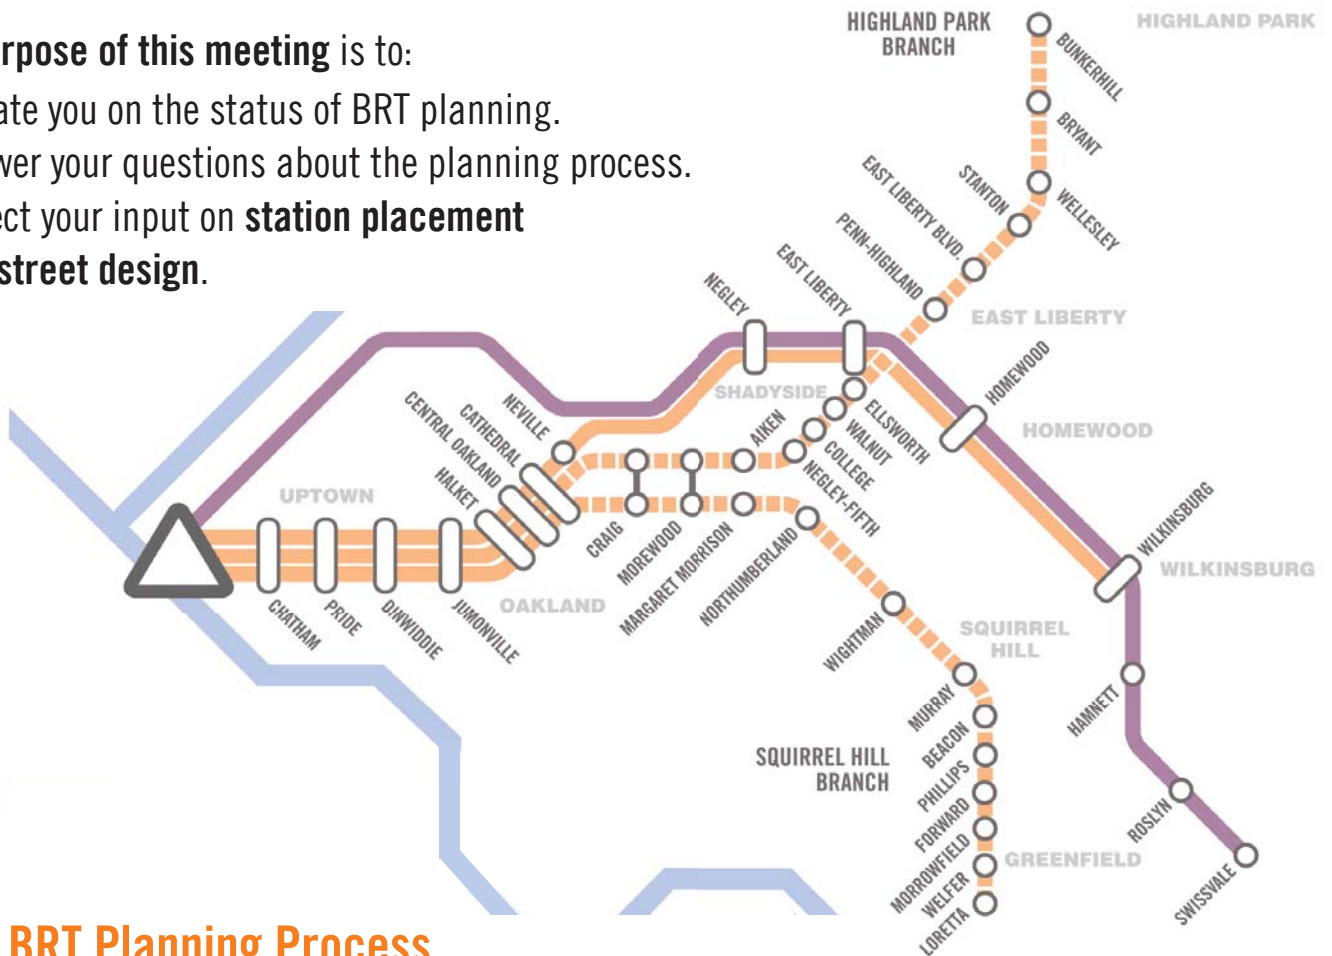 rpose of this meeting is to:
ate you on the status of BRT planning.
wer your questions about the planning process.
ect your input on station placement
street design.
HIGHLAND PARK
BRANCH
HIGHLAND PARK
BUNKERHILL
BRYANT
WELLESLEY
STANTON
EAST LIBERTY BLVD.
PENN-HIGHLAND
EAST LIBERTY
EAST LIBERTY
NEGLEY
SHADYSIDE
HOMEWOOD
HOMEWOOD
NEVILLE
CATHEDRAL
CENTRAL OAKLAND
HALKET
AIKEN
ELLSWORTH
WALNUT
COLLEGE
NEGLEY-FIFTH
UPTOWN
CHATHAM
PRIDE
DINWIDDIE
JUMONVILLE
OAKLAND
CRAIG
MOREWOOD
MARGARET MORRISON
NORTHUMBERLAND
WIGHTMAN
WILKINSBURG
WILKINSBURG
SQUIRREL
HILL
MURRAY
BEACON
PHILLIPS
FORWARD
MORROWFIELD
WELFER
LORETTA
SQUIRREL HILL
BRANCH
GREENFIELD
HAMNETT
ROSLYN
SWISSVALE
BRT Planning Process